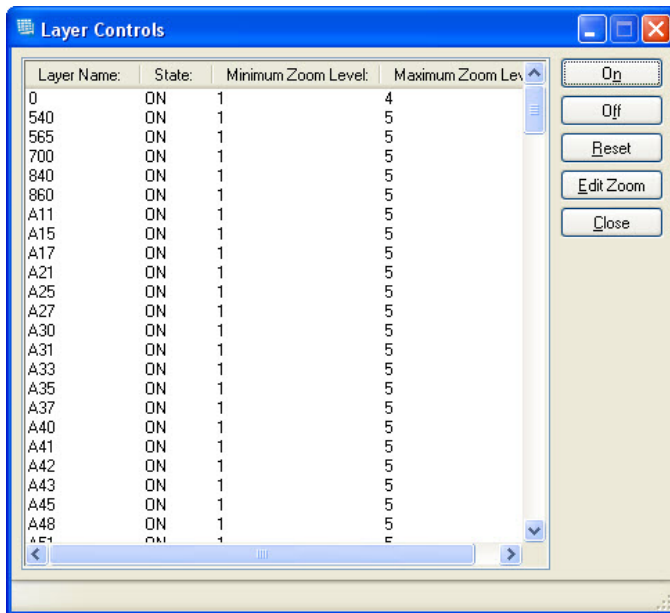 Layer Controls
Layer Name: State: Minimum Zoom Level: Maximum Zoom Lev
0 ON 1 4
540 ON 1 5
565 ON 1 5
700 ON 1 5
840 ON 1 5
860 ON 1 5
A11 ON 1 5
A15 ON 1 5
A17 ON 1 5
A21 ON 1 5
A25 ON 1 5
A27 ON 1 5
A30 ON 1 5
A31 ON 1 5
A33 ON 1 5
A35 ON 1 5
A37 ON 1 5
A40 ON 1 5
A41 ON 1 5
A42 ON 1 5
A43 ON 1 5
A45 ON 1 5
A48 ON 1 5
A51 ON 1 5
On
Off
Reset
Edit Zoom
Close